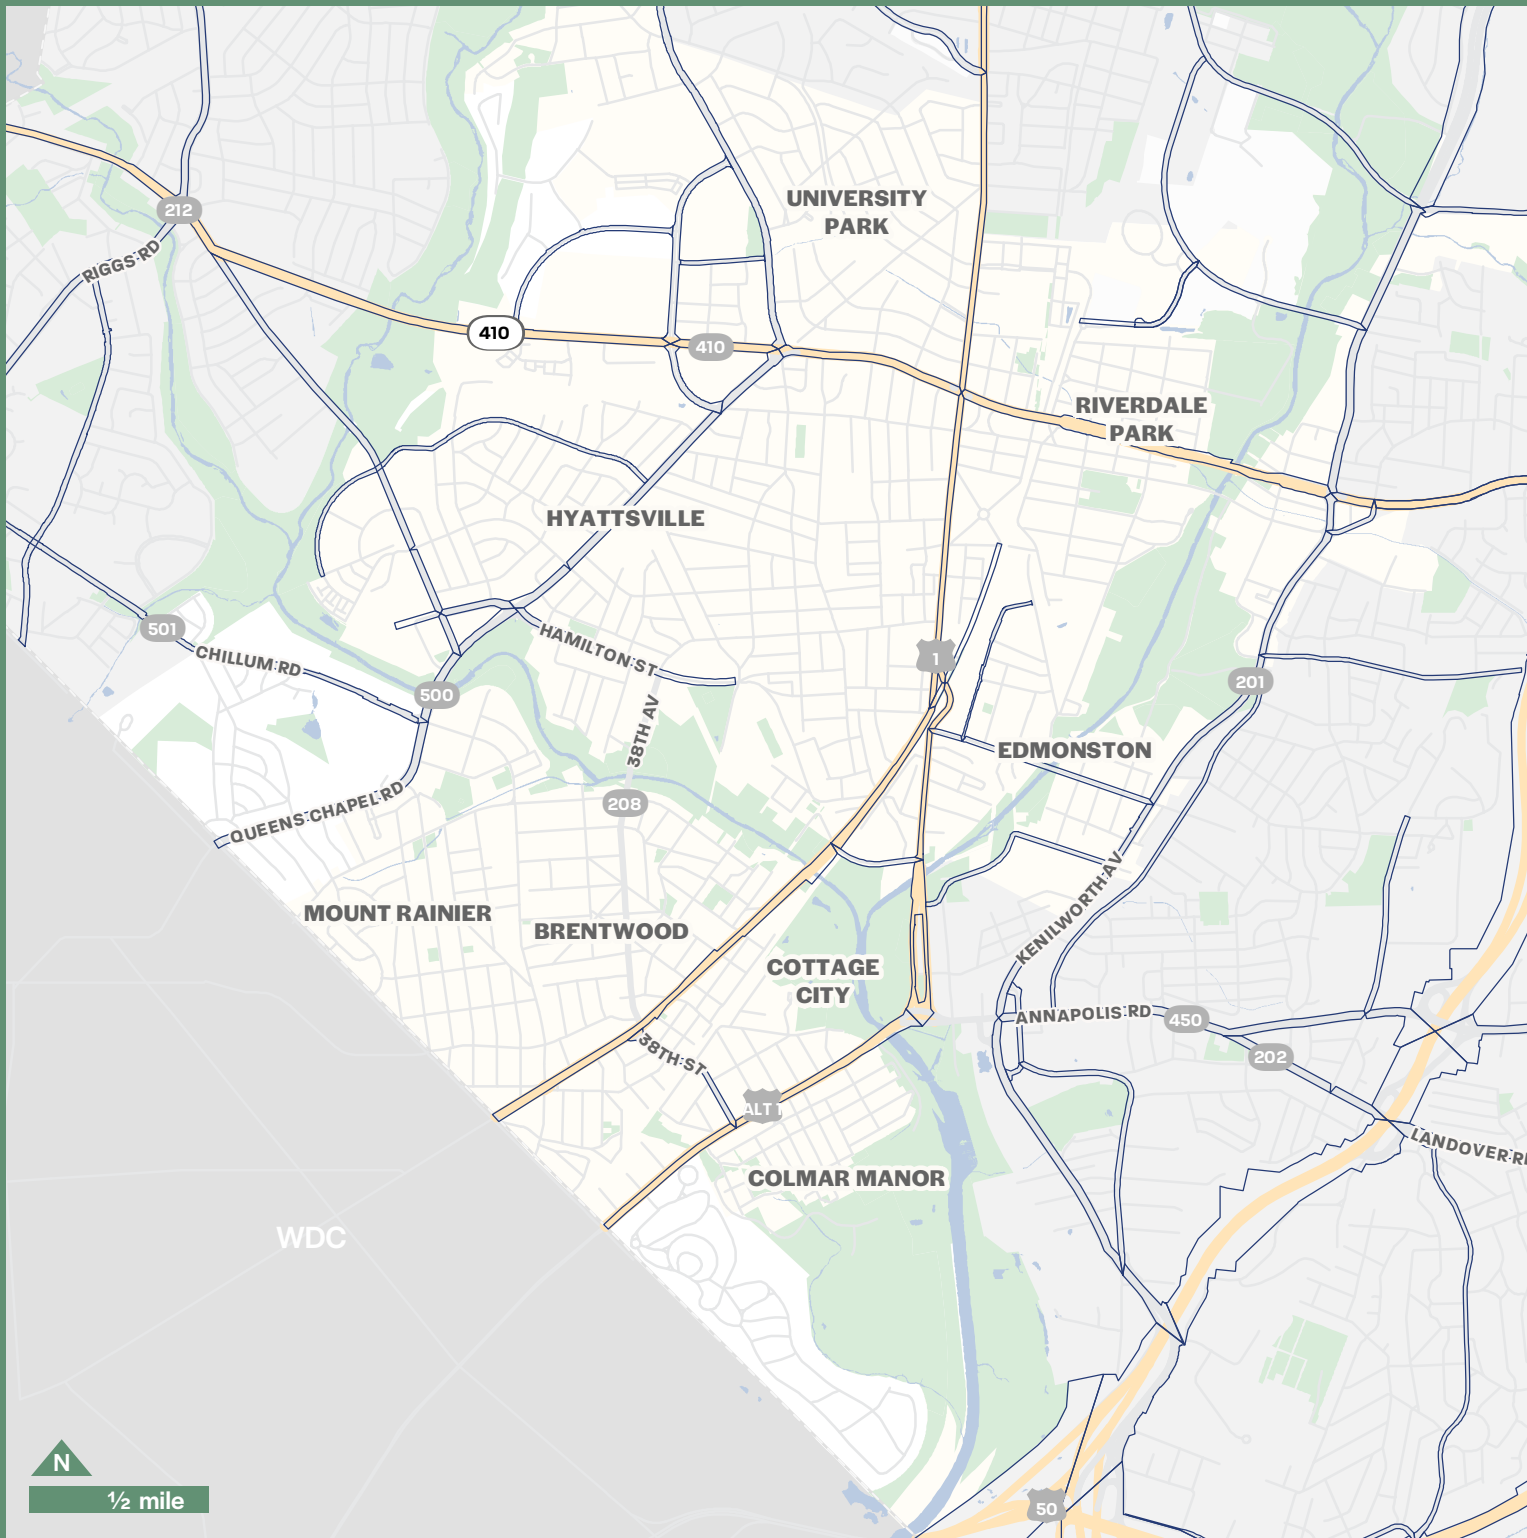 UNIVERSITY
PARK
212
RIGGS RD
410
410
RIVERDALE
PARK
HYATTSVILLE
501
CHILLUM RD
HAMILTON ST
1
500
201
38TH AV
EDMONSTON
QUEENS CHAPEL RD
208
MOUNT RAINIER
BRENTWOOD
KENILWORTH AV
COTTAGE
CITY
ANNAPOLIS RD
450
38TH ST
202
ALT 1
LANDOVER R
COLMAR MANOR
WDC
N
½ mile
50